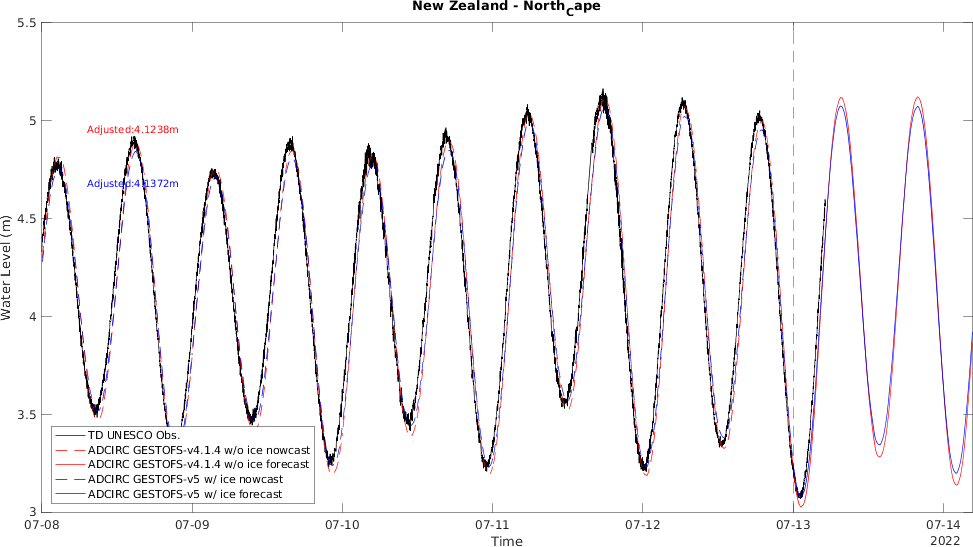 New Zealand - NorthCape
5.5
5
4.5
4
3.5
3
Water Level (m)
Adjusted:4.1238m
Adjusted:4.1372m
TD UNESCO Obs.
ADCIRC GESTOFS-v4.1.4 w/o ice nowcast
ADCIRC GESTOFS-v4.1.4 w/o ice forecast
ADCIRC GESTOFS-v5 w/ ice nowcast
ADCIRC GESTOFS-v5 w/ ice forecast
07-08 07-09 07-10 07-11 07-12 07-13 07-14
Time 2022